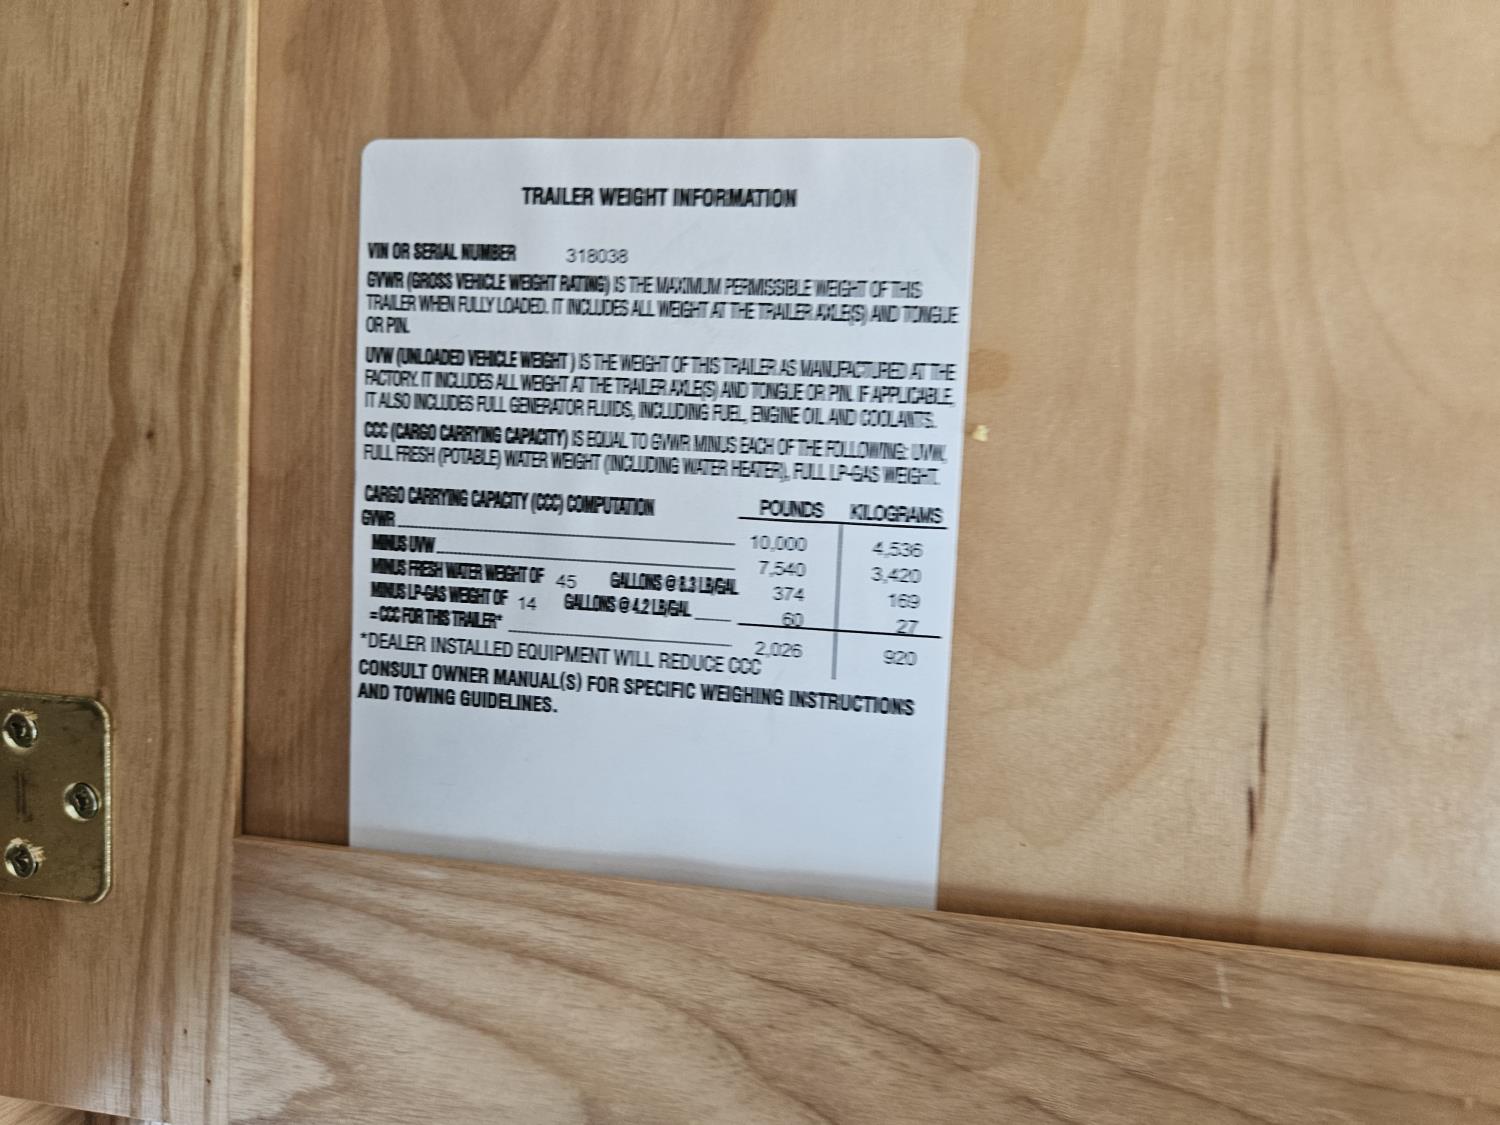 TRAILER WEIGHT INFORMATION
VIN OR SERIAL NUMBER 318038
GVWR (GROSS VEHICLE WEIGHT RATING) IS THE MAXIMUM PERMISSIBLE WEIGHT OF THIS
TRAILER WHEN FULLY LOADED. IT INCLUDES ALL WEIGHT AT THE TRAILER AXLE(S) AND TONGUE
OR PIN.
UVW (UNLOADED VEHICLE WEIGHT ) IS THE WEIGHT OF THIS TRAILER AS MANUFACTURED AT THE
FACTORY. IT INCLUDES ALL WEIGHT AT THE TRAILER AXLE(S) AND TONGUE OR PIN. IF APPLICABLE,
IT ALSO INCLUDES FULL GENERATOR FLUIDS, INCLUDING FUEL, ENGINE OIL AND COOLANTS.
CCC (CARGO CARRYING CAPACITY) IS EQUAL TO GVWR MINUS EACH OF THE FOLLOWING: UVW,
FULL FRESH (POTABLE) WATER WEIGHT (INCLUDING WATER HEATER), FULL LP-GAS WEIGHT.
CARGO CARRYING CAPACITY (CCC) COMPUTATION POUNDS KILOGRAMS
GVWR 10,000 4,536
MINUS UVW 7,540 3,420
MINUS FRESH WATER WEIGHT OF 45 GALLONS @ 8.3 LB/GAL 374 169
MINUS LP-GAS WEIGHT OF 14 GALLONS @ 4.2 LB/GAL 60 27
=CCC FOR THIS TRAILER* 2,026 920
*DEALER INSTALLED EQUIPMENT WILL REDUCE CCC
CONSULT OWNER MANUAL(S) FOR SPECIFIC WEIGHING INSTRUCTIONS
AND TOWING GUIDELINES.